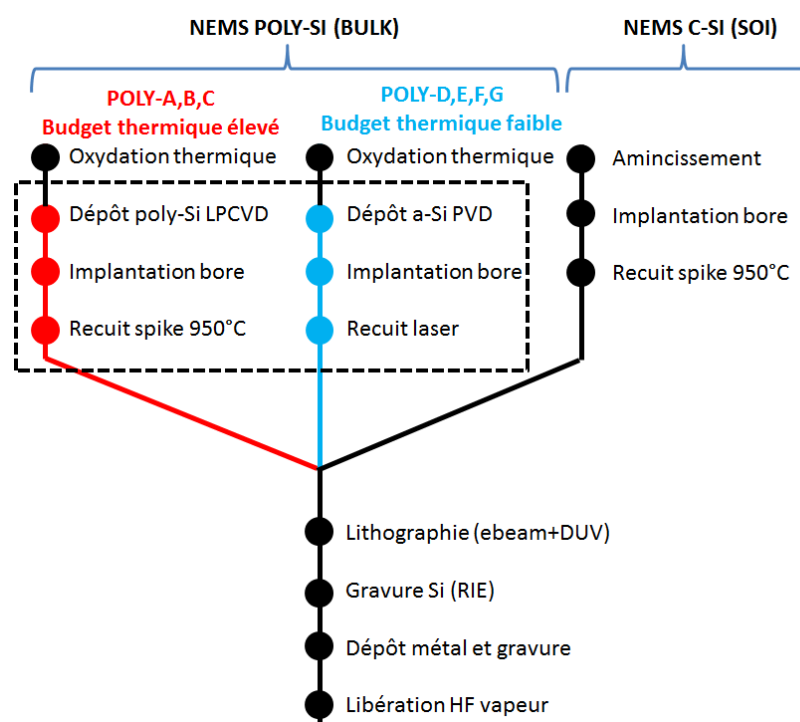 NEMS POLY-SI (BULK)
NEMS C-SI (SOI)
POLY-A,B,C
Budget thermique élevé
POLY-D,E,F,G
Budget thermique faible
Oxydation thermique
Oxydation thermique
Amincissement
Dépôt poly-Si LPCVD
Dépôt a-Si PVD
Implantation bore
Implantation bore
Implantation bore
Recuit spike 950°C
Recuit spike 950°C
Recuit laser
Lithographie (ebeam+DUV)
Gravure Si (RIE)
Dépôt métal et gravure
Libération HF vapeur